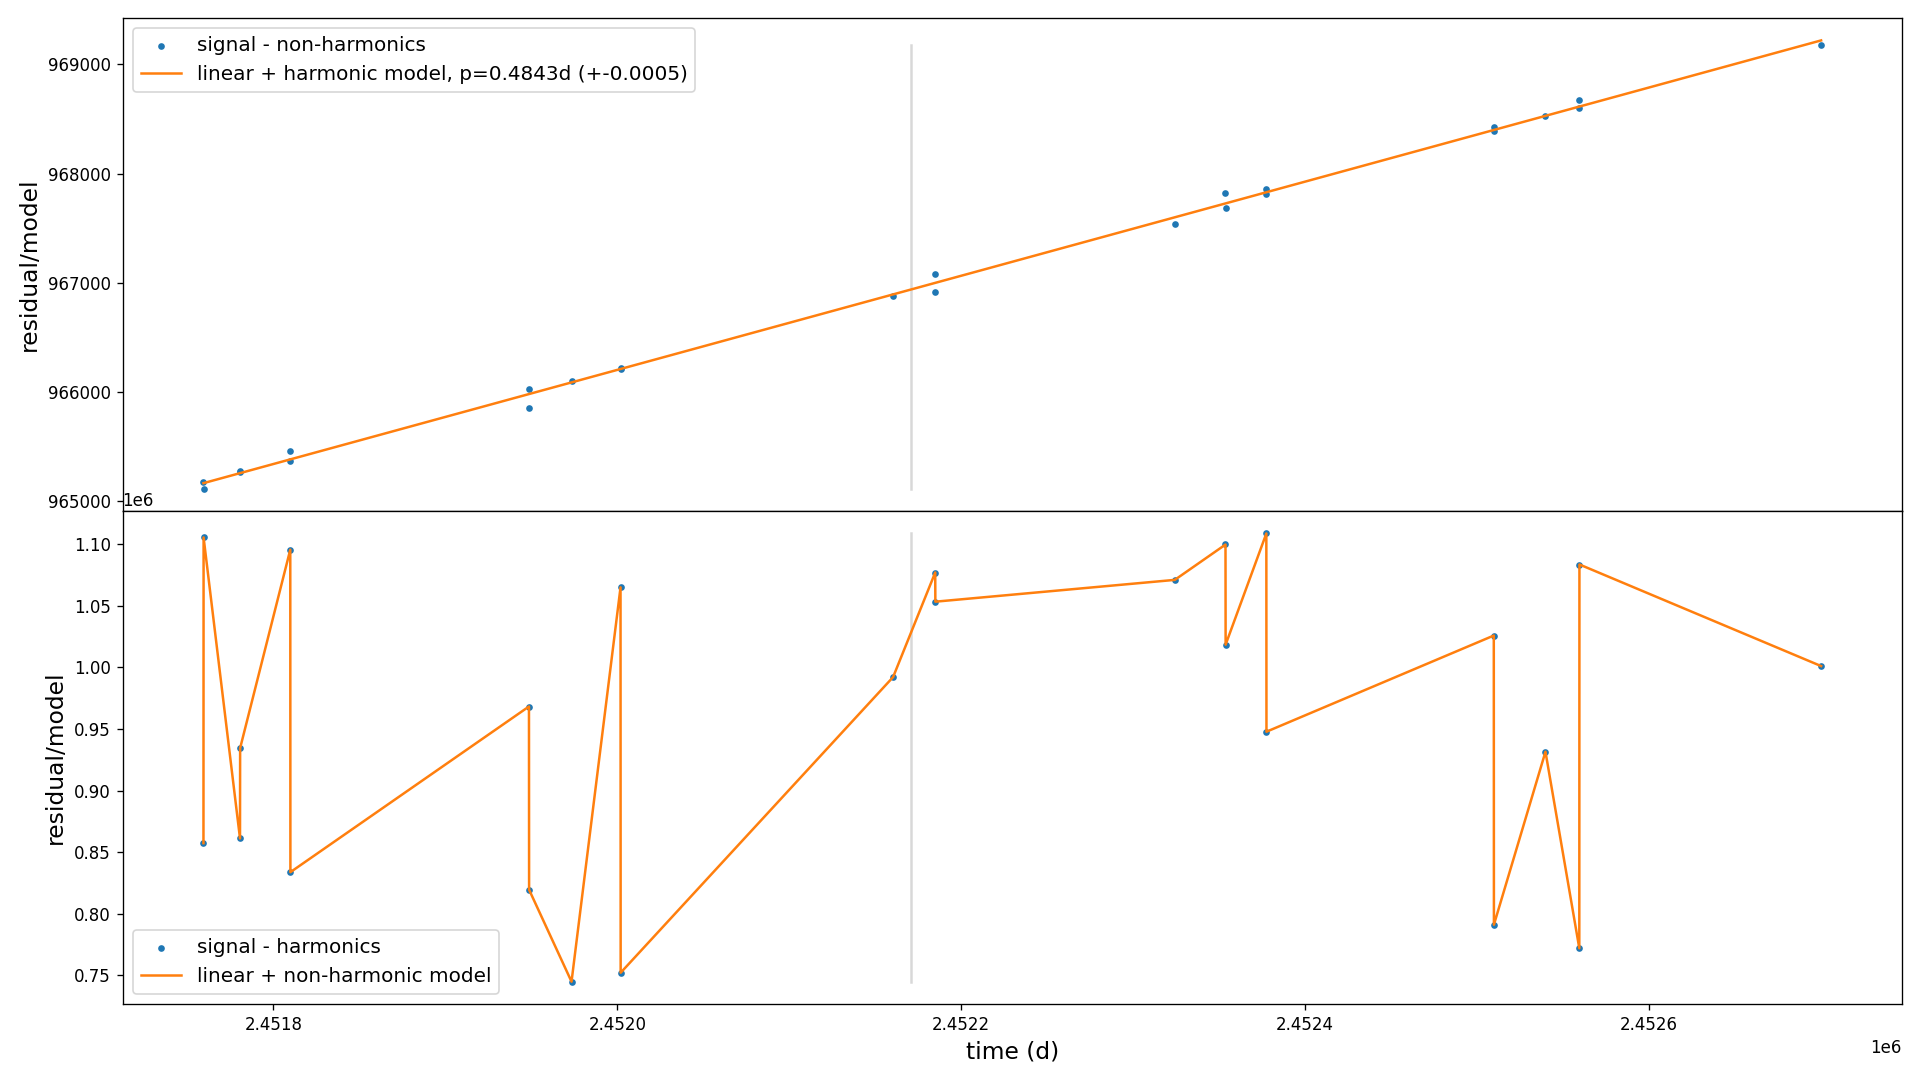 signal - non-harmonics
linear + harmonic model, p=0.4843d (+-0.0005)
969000
968000
967000
966000
965000
residual/model
1e6
1.10
1.05
1.00
0.95
0.90
0.85
0.80
0.75
residual/model
signal - harmonics
linear + non-harmonic model
2.4518
2.4520
2.4522
2.4524
2.4526
time (d)
1e6